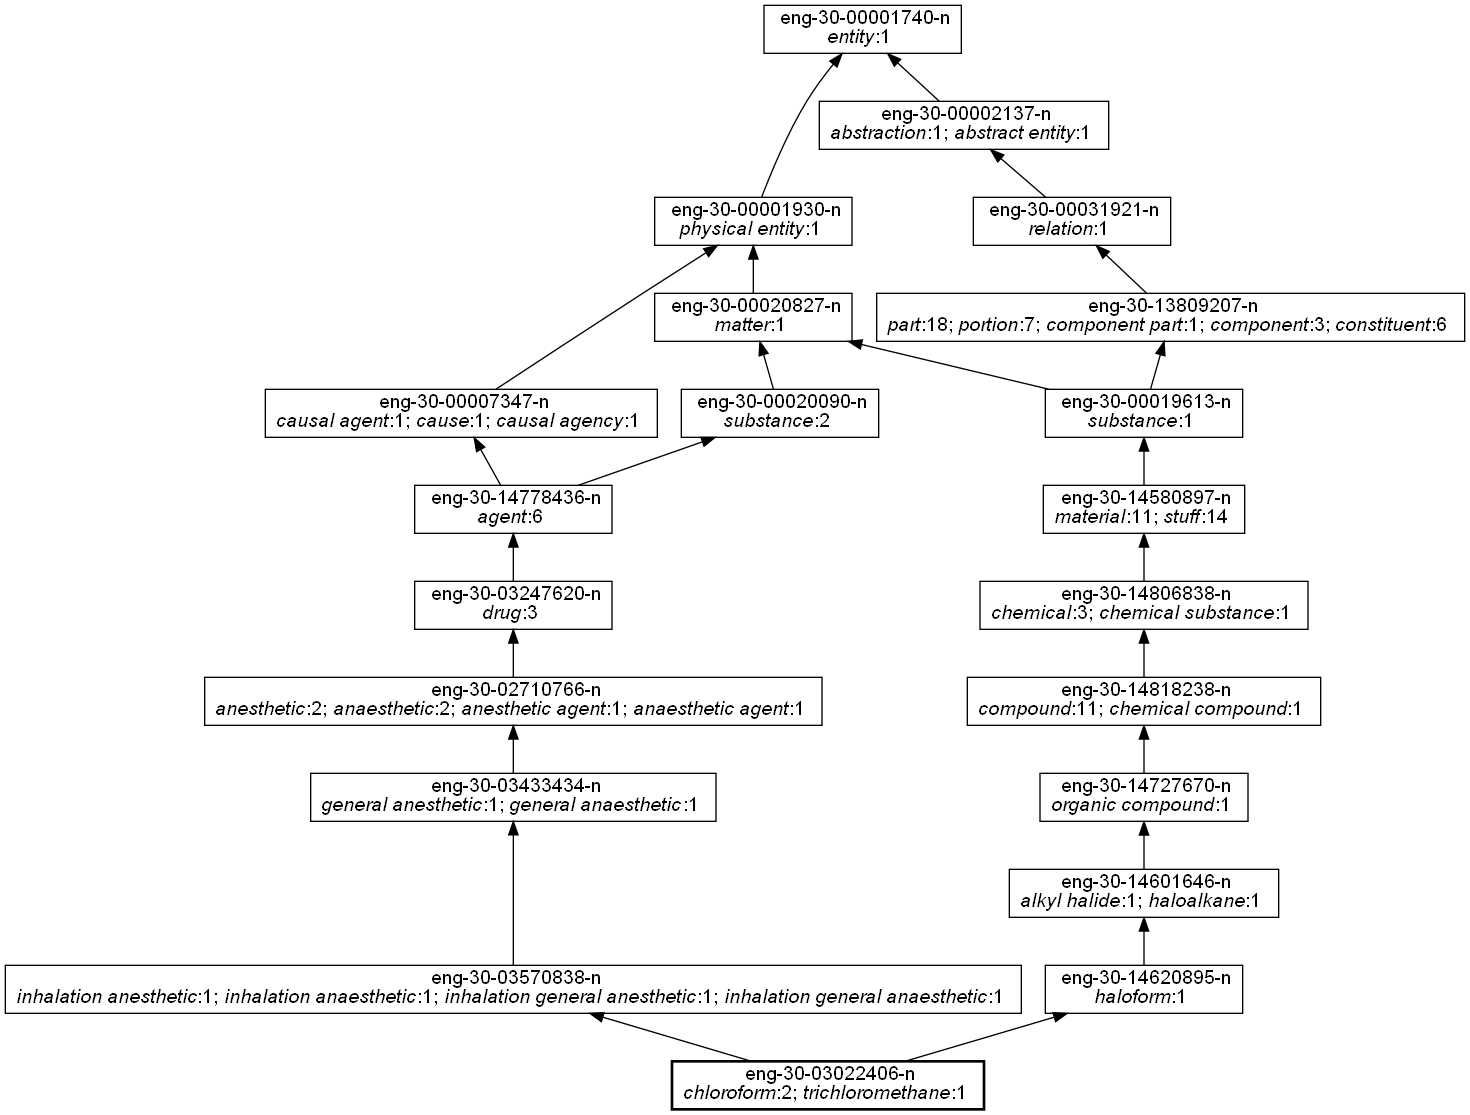 eng-30-00001740-n
entity:1
eng-30-00002137-n
abstraction:1; abstract entity:1
eng-30-00001930-n
physical entity:1
eng-30-00031921-n
relation:1
eng-30-00020827-n
matter:1
eng-30-13809207-n
part:18; portion:7; component part:1; component:3; constituent:6
eng-30-00007347-n
causal agent:1; cause:1; causal agency:1
eng-30-00020090-n
substance:2
eng-30-00019613-n
substance:1
eng-30-14778436-n
agent:6
eng-30-14580897-n
material:11; stuff:14
eng-30-03247620-n
drug:3
eng-30-14806838-n
chemical:3; chemical substance:1
eng-30-02710766-n
anesthetic:2; anaesthetic:2; anesthetic agent:1; anaesthetic agent:1
eng-30-14818238-n
compound:11; chemical compound:1
eng-30-03433434-n
general anesthetic:1; general anaesthetic:1
eng-30-14727670-n
organic compound:1
eng-30-14601646-n
alkyl halide:1; haloalkane:1
eng-30-03570838-n
inhalation anesthetic:1; inhalation anaesthetic:1; inhalation general anesthetic:1; inhalation general anaesthetic:1
eng-30-14620895-n
haloform:1
eng-30-03022406-n
chloroform:2; trichloromethane:1